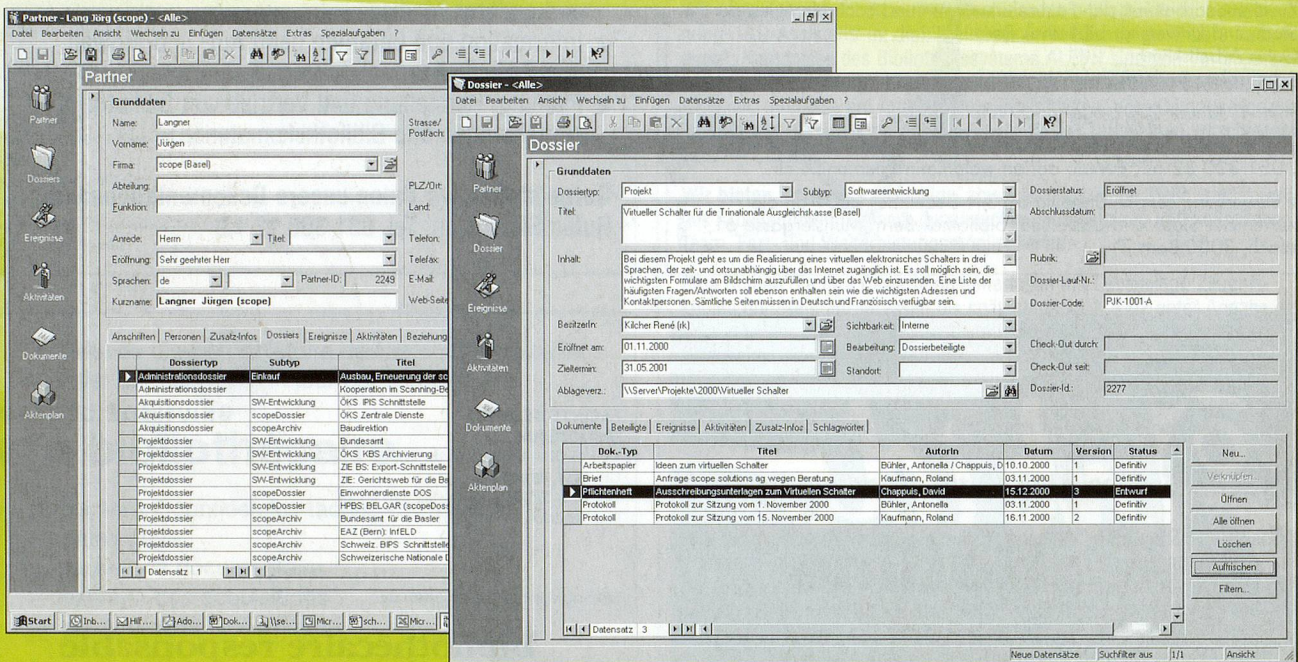 Partner - Lang Jörg (scope) - <Alle>
Datei Bearbeiten Ansicht Wechseln zu Einfügen Datensätze Extras Spezialaufgaben ?
Partner
Partner
Dossiers
Ereignisse
Aktivitäten
Dokumente
Aktenplan
Grunddaten
Name: Langner
Strasse/
Postfach:
Vorname: Jürgen
Firma: scope (Basel)
Abteilung: PLZ/Ort:
Funktion: Land:
Anrede: Herrn Titel: Telefon:
Eröffnung: Sehr geehrter Herr Telefax:
Sprachen: de Partner-ID: 2249 E-Mail:
Kurzname: Langner Jürgen (scope) Web-Seite
Anschriften Personen Zusatz-Infos Dossiers Ereignisse Aktivitäten Beziehung
Dossiertyp Subtyp Titel
Administrationsdossier Einkauf Ausbau, Erneuerung der sc
Administrationsdossier Kooperation im Scanning-Be
Akquisitionsdossier SW-Entwicklung ÖKS IPIS Schnittstelle
Akquisitionsdossier scopeDossier ÖKS Zentrale Dienste
Akquisitionsdossier scopeArchiv Baudirektion
Projektdossier SW-Entwicklung Bundesamt
Projektdossier SW-Entwicklung ÖKS KBS Archivierung
Projektdossier SW-Entwicklung ZIE BS: Export-Schnittstelle
Projektdossier SW-Entwicklung ZIE: Gerichtsweb für die Ba
Projektdossier scopeDossier Einwohnerdienste DOS
Projektdossier scopeDossier HPBS: BELGAR (scopeDos
Projektdossier scopeArchiv Bundesamt für die Basler
Projektdossier scopeArchiv EAZ (Bern): InfELD
Projektdossier scopeArchiv Schweiz. BIPS Schnittstelle
Projektdossier scopeArchiv Schweizerische Nationale
Datensatz 1
Start Inb... Hilf... Ado... Dok... \\se... Micr... sch... Micr...
Dossier - <Alle>
Datei Bearbeiten Ansicht Wechseln zu Einfügen Datensätze Extras Spezialaufgaben ?
Dossier
Partner
Dossier
Ereignisse
Aktivitäten
Dokumente
Aktenplan
Grunddaten
Dossiertyp: Projekt Subtyp: Softwareentwicklung Dossierstatus: Eröffnet
Titel: Virtueller Schalter für die Trinationale Ausgleichskasse (Basel) Abschlussdatum:
Inhalt: Bei diesem Projekt geht es um die Realisierung eines virtuellen elektronisches Schalters in drei
Sprachen, der zeit- und ortsunabhängig über das Internet zugänglich ist. Es soll möglich sein, die
wichtigsten Formulare am Bildschirm auszufüllen und über das Web einzusenden. Eine Liste der
häufigsten Fragen/Antworten soll ebenso enthalten sein wie die wichtigsten Adressen und
Kontaktpersonen. Sämtliche Seiten müssen in Deutsch und Französisch verfügbar sein.
Rubrik:
Dossier-Lauf-Nr.:
Dossier-Code: PJK-1001-A
BesitzerIn: Kilcher René (rk) Sichtbarkeit: Interne
Eröffnet am: 01.11.2000 Bearbeitung: Dossierbeteiligte Check-Out durch:
Zieltermin: 31.05.2001 Standort: Check-Out seit:
Ablageverz.: \\Server\Projekte\2000\Virtueller Schalter Dossier-Id.: 2277
Dokumente Beteiligte Ereignisse Aktivitäten Zusatz-Infos Schlagwörter
Dok.-Typ Titel AutorIn Datum Version Status
Arbeitspapier Ideen zum virtuellen Schalter Bühler, Antonella / Chappuis, D 10.10.2000 1 Definitiv
Brief Anfrage scope solutions ag wegen Beratung Kaufmann, Roland 03.11.2000 1 Definitiv
Pflichtenheft Ausschreibungsunterlagen zum Virtuellen Schalter Chappuis, David 15.12.2000 3 Entwurf
Protokoll Protokoll zur Sitzung vom 1. November 2000 Bühler, Antonella 03.11.2000 1 Definitiv
Protokoll Protokoll zur Sitzung vom 15. November 2000 Kaufmann, Roland 16.11.2000 2 Definitiv
Neu...
Verknüpfen...
Öffnen
Alle öffnen
Löschen
Auffrischen
Filtern...
Datensatz 3
Neue Datensätze Suchfilter aus 1/1 Ansicht